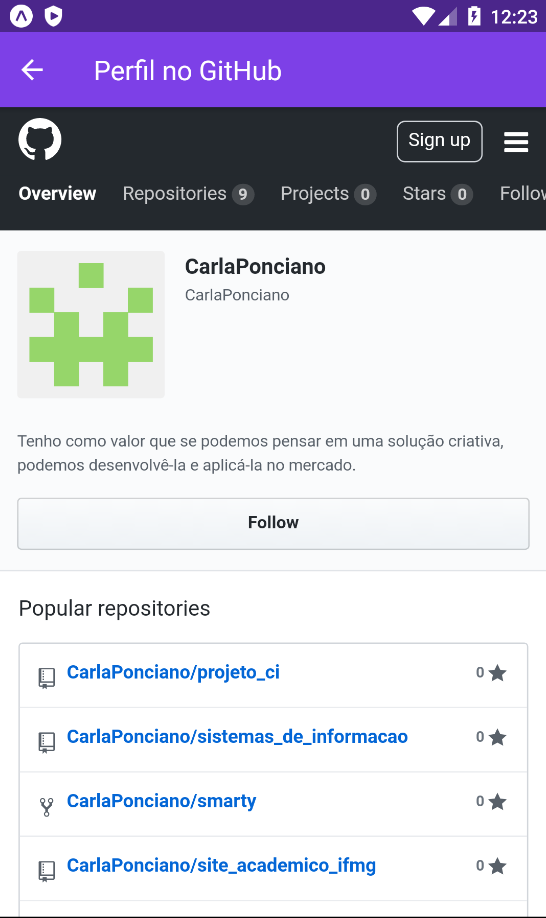 12:23
Perfil no GitHub
Sign up
Overview Repositories 9 Projects 0 Stars 0 Follow
CarlaPonciano
CarlaPonciano
Tenho como valor que se podemos pensar em uma solução criativa,
podemos desenvolvê-la e aplicá-la no mercado.
Follow
Popular repositories
CarlaPonciano/projeto_ci 0
CarlaPonciano/sistemas_de_informacao 0
CarlaPonciano/smarty 0
CarlaPonciano/site_academico_ifmg 0